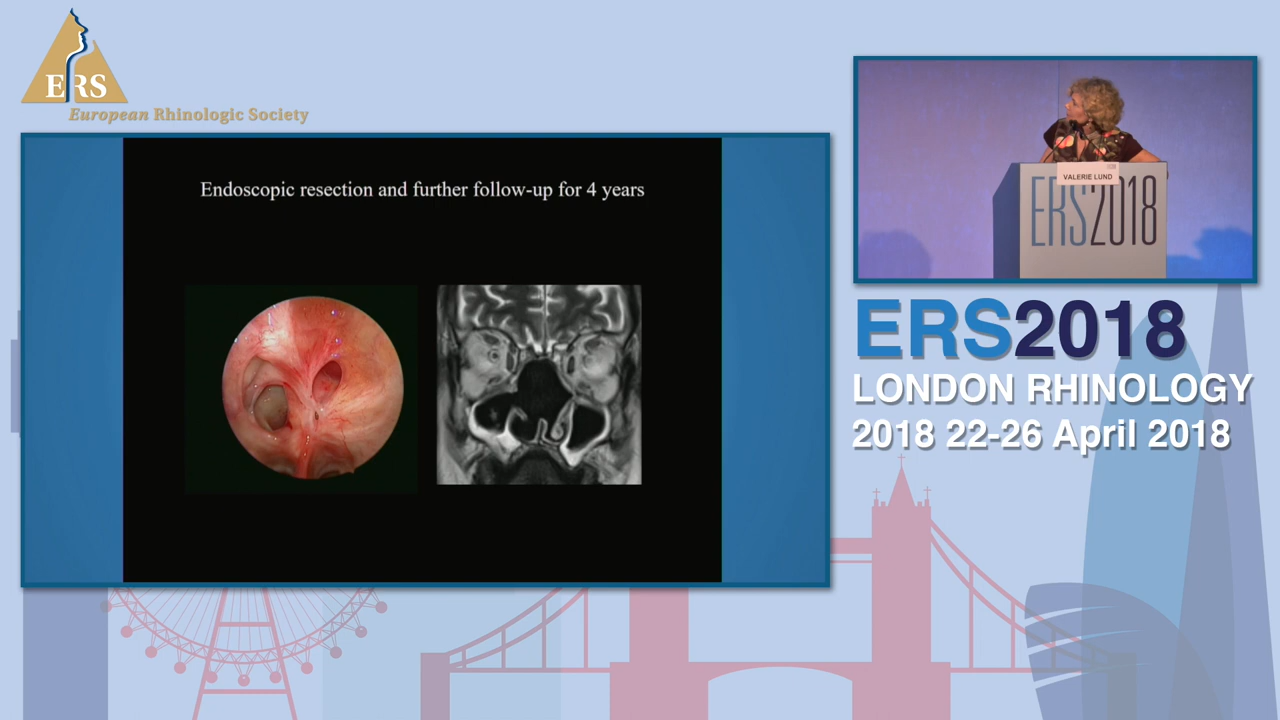 ERS
European Rhinologic Society
Endoscopic resection and further follow-up for 4 years
VALERIE LUND
ERS2018
ERS2018
LONDON RHINOLOGY
2018 22-26 April 2018